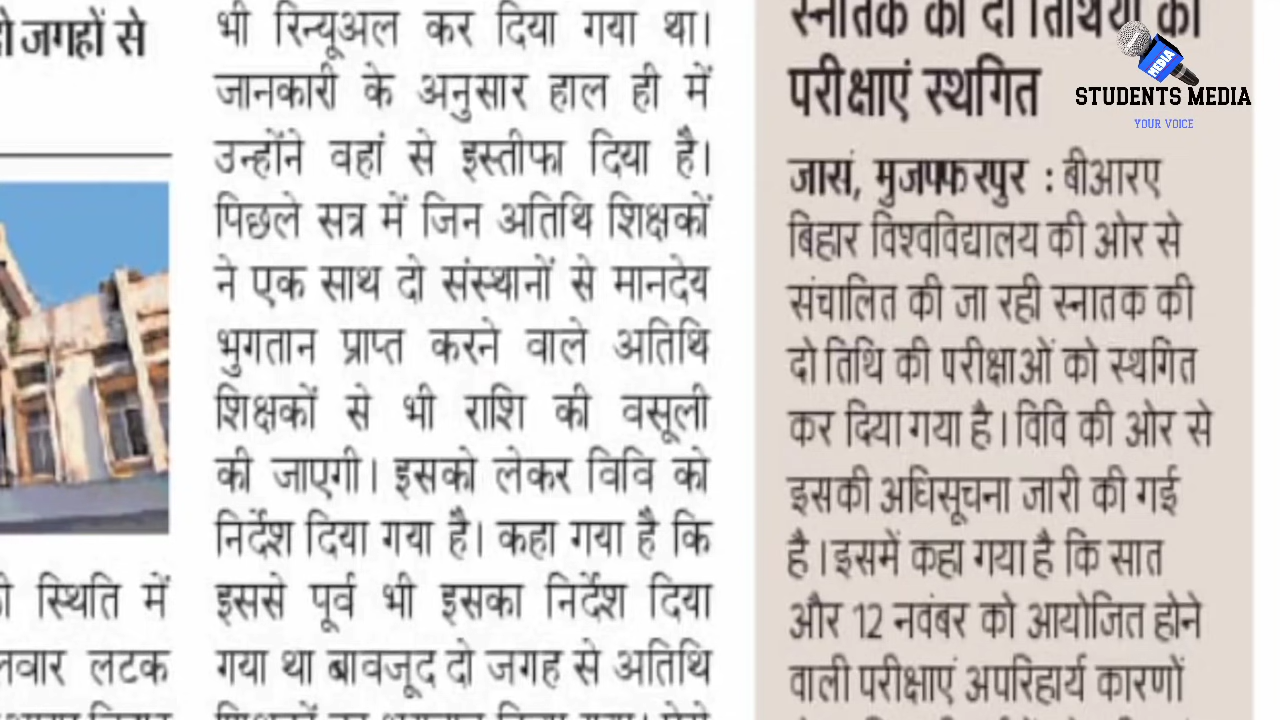 जगहों से
स्थिति में
लटक
भी रिन्यूअल कर दिया गया था।
जानकारी के अनुसार हाल ही में
उन्होंने वहां से इस्तीफा दिया है।
पिछले सत्र में जिन अतिथि शिक्षकों
ने एक साथ दो संस्थानों से मानदेय
भुगतान प्राप्त करने वाले अतिथि
शिक्षकों से भी राशि की वसूली
की जाएगी। इसको लेकर विवि को
निर्देश दिया गया है। कहा गया है कि
इससे पूर्व भी इसका निर्देश दिया
गया था बावजूद दो जगह से अतिथि
स्नातक की दो तिथियों की
परीक्षाएं स्थगित
जासं, मुजफ्फरपुर : बीआरए
बिहार विश्वविद्यालय की ओर से
संचालित की जा रही स्नातक की
दो तिथि की परीक्षाओं को स्थगित
कर दिया गया है। विवि की ओर से
इसकी अधिसूचना जारी की गई
है। इसमें कहा गया है कि सात
और 12 नवंबर को आयोजित होने
वाली परीक्षाएं अपरिहार्य कारणों
MEDIA
STUDENTS MEDIA
YOUR VOICE